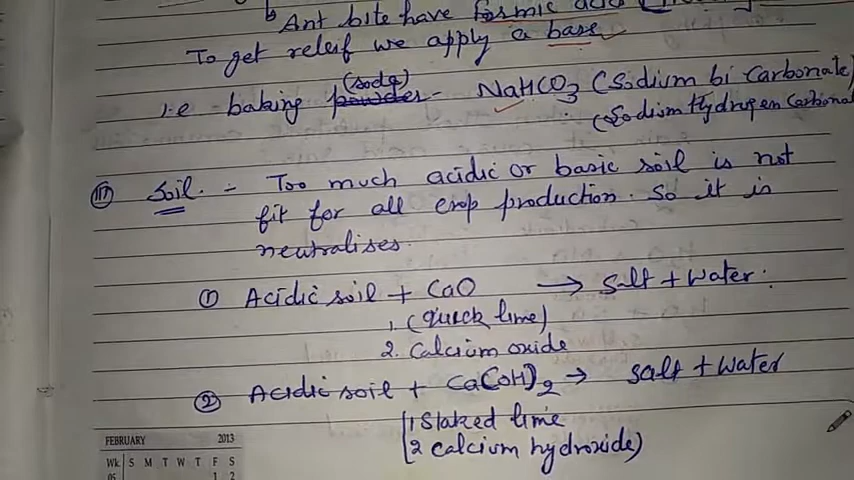 b Ant bite have formic acid
To get releif we apply a base
(soda)
i.e baking powder - NaHCO3 (Sodium bi Carbonate)
(Sodium Hydrogen Carbonat
(iii) Soil. - Too much acidic or basic soil is not
fit for all crop production. So it is
neutralises.
① Acidic soil + CaO → Salt + Water.
1. (Quick lime)
2. Calcium oxide
② Acidic soil + Ca(OH)2 → Salt + Water
(1 Slaked lime
(2 calcium hydroxide)
FEBRUARY 2013
Wk S M T W T F S
05 1 2